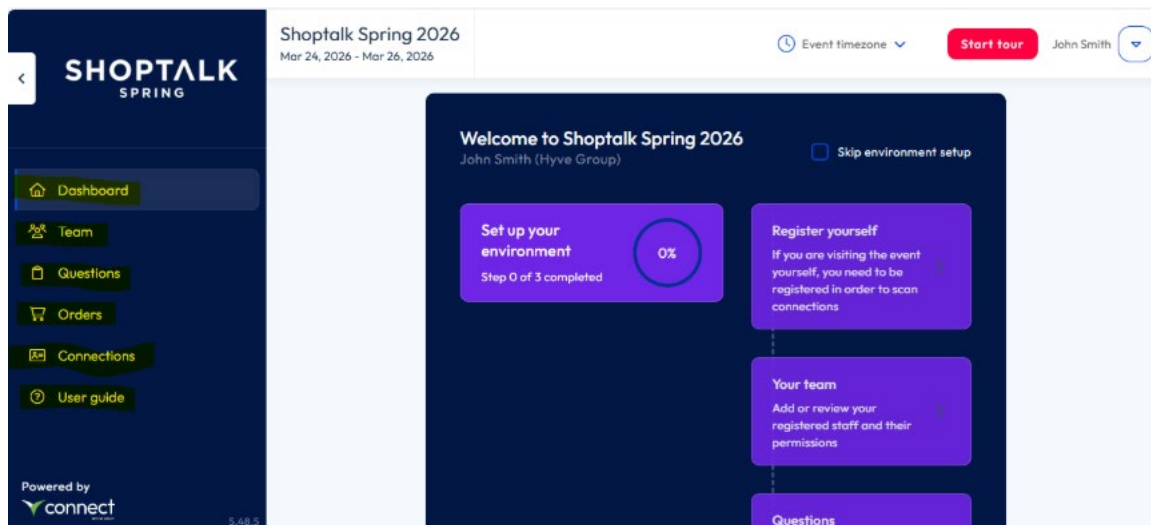 SHOPTALK
SPRING
Dashboard
Team
Questions
Orders
Connections
User guide
Powered by
connect
5.48.5
Shoptalk Spring 2026
Mar 24, 2026 - Mar 26, 2026
Event timezone
Start tour
John Smith
Welcome to Shoptalk Spring 2026
John Smith (Hyve Group)
Skip environment setup
Set up your
environment
Step 0 of 3 completed
0%
Register yourself
If you are visiting the event
yourself, you need to be
registered in order to scan
connections
Your team
Add or review your
registered staff and their
permissions
Questions